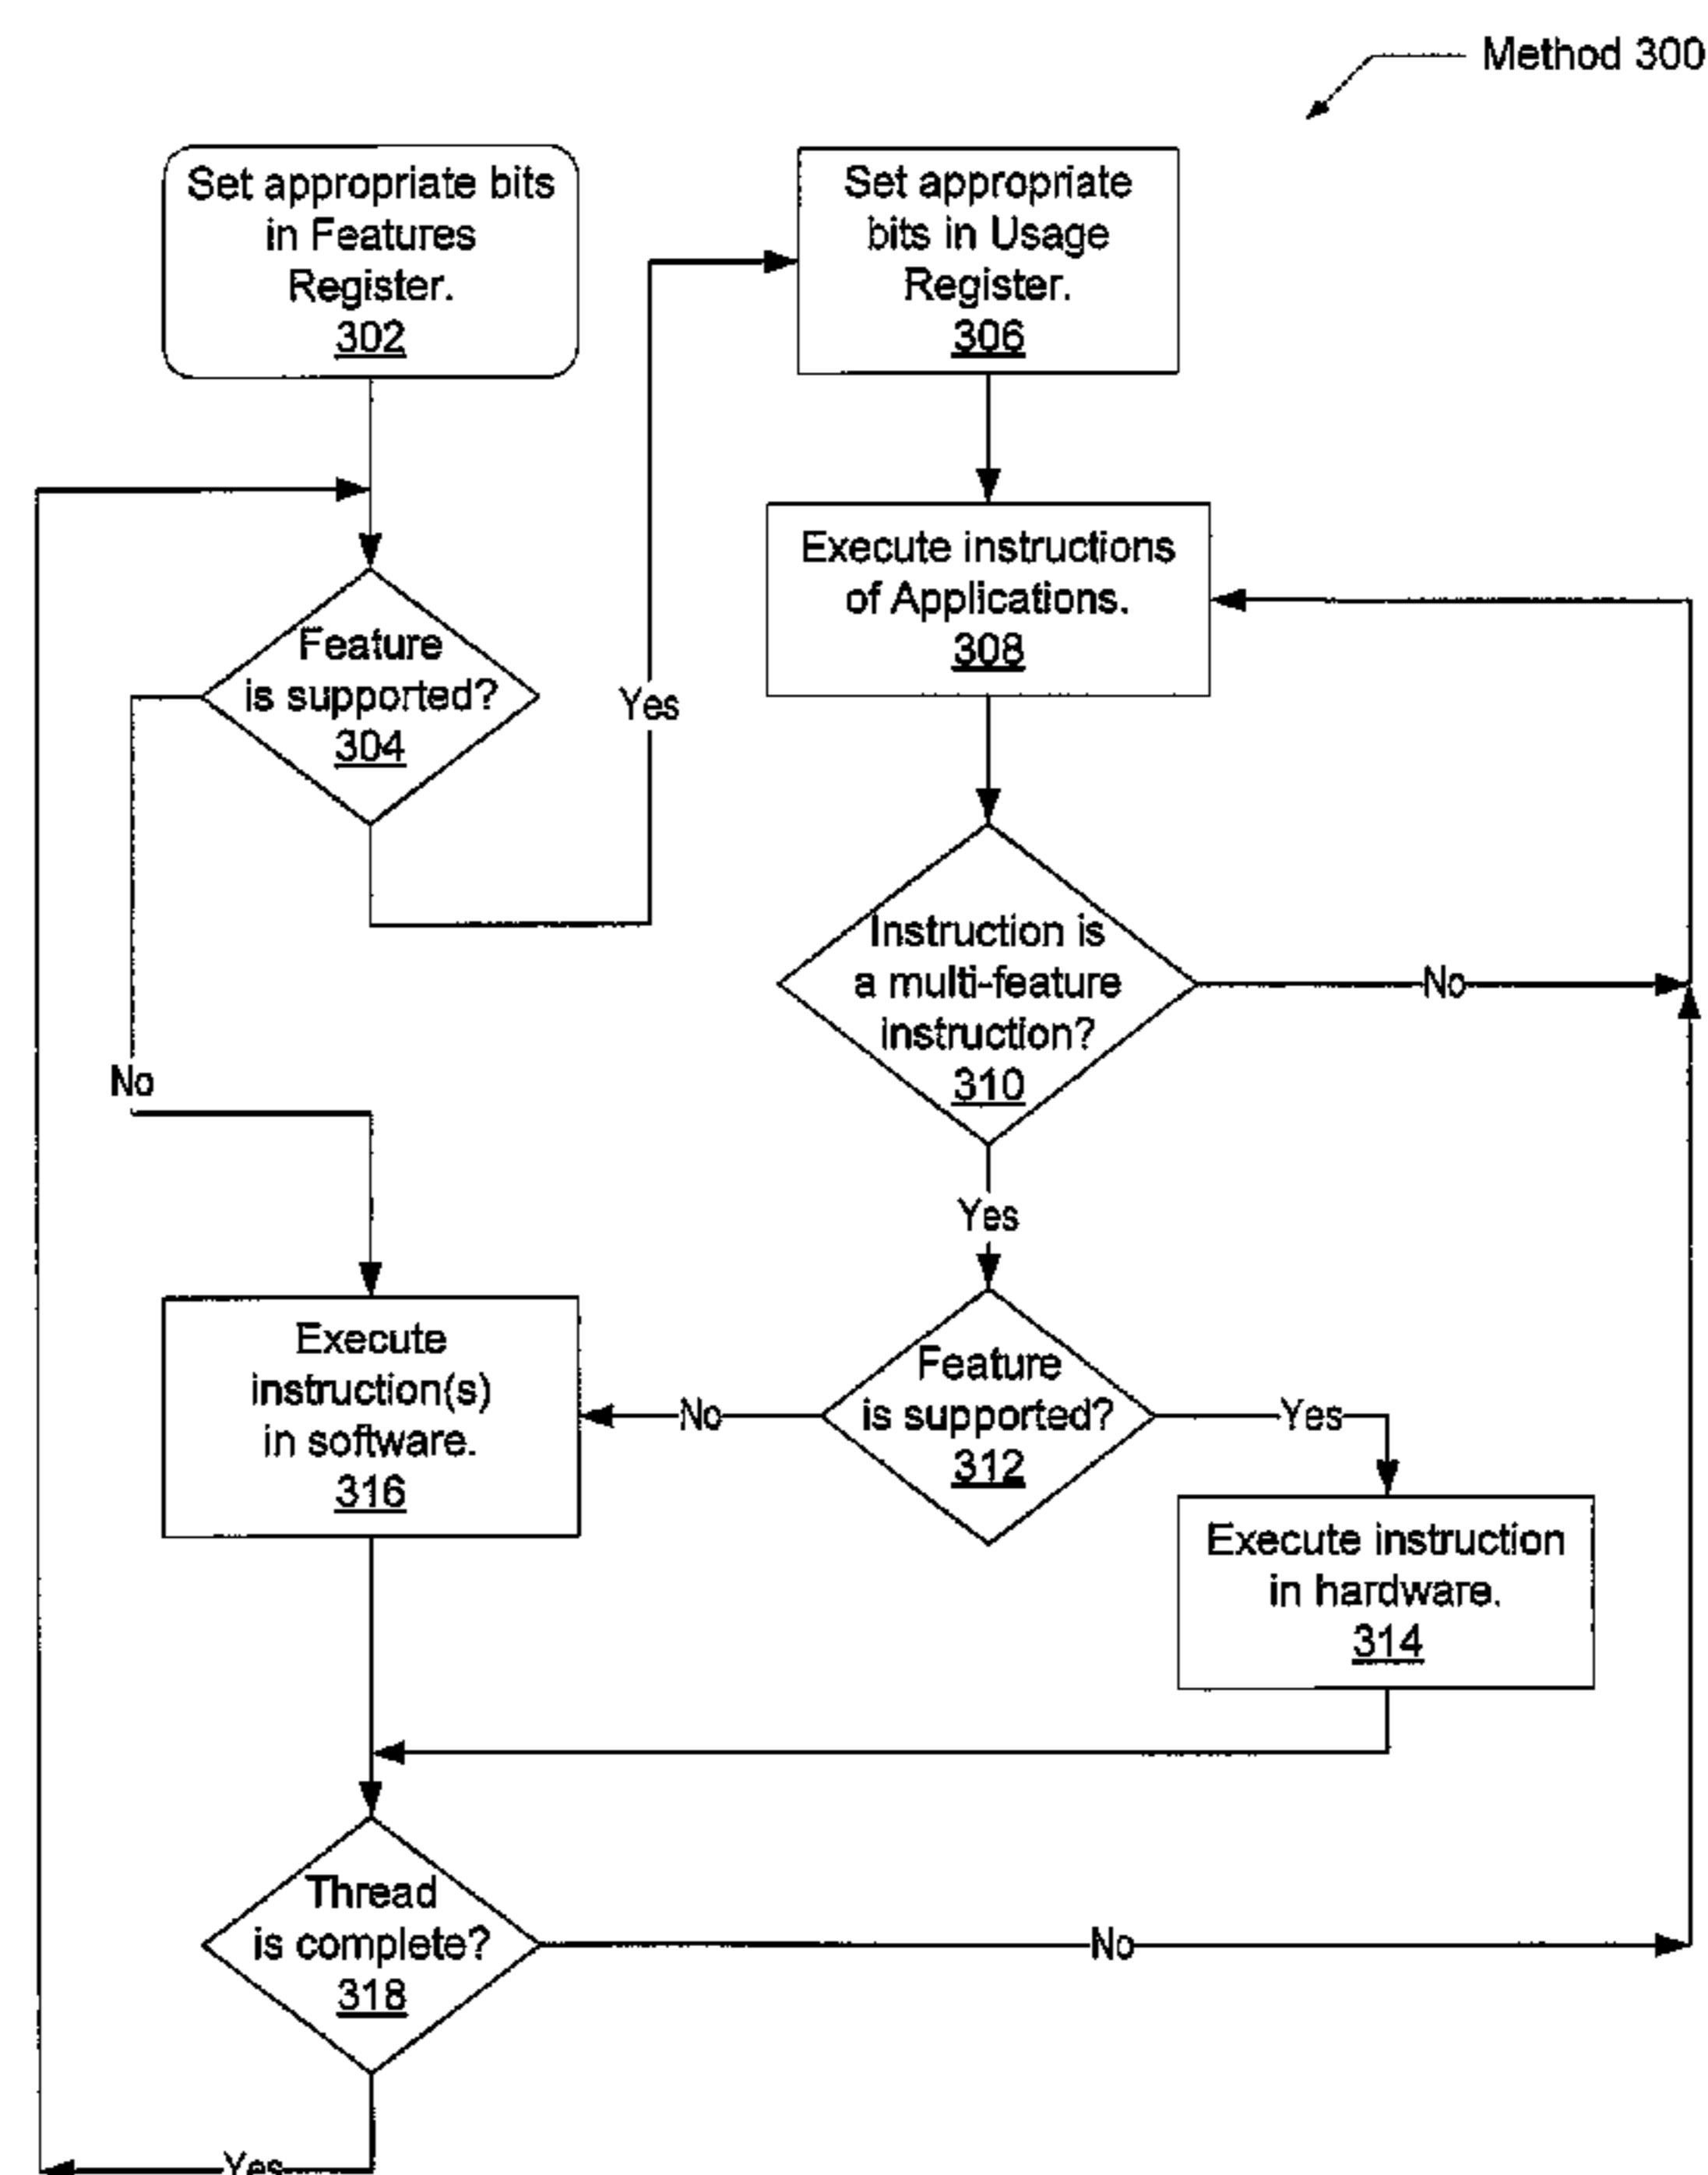 Method 300
Set appropriate bits
in Features
Register.
302
Set appropriate
bits in Usage
Register.
306
Execute instructions
of Applications.
308
Feature
is supported?
304
Yes
Instruction is
a multi-feature
instruction?
310
No
No
Yes
Execute
instruction(s)
in software.
316
No
Feature
is supported?
312
Yes
Execute instruction
in hardware.
314
Thread
is complete?
318
No
Yes